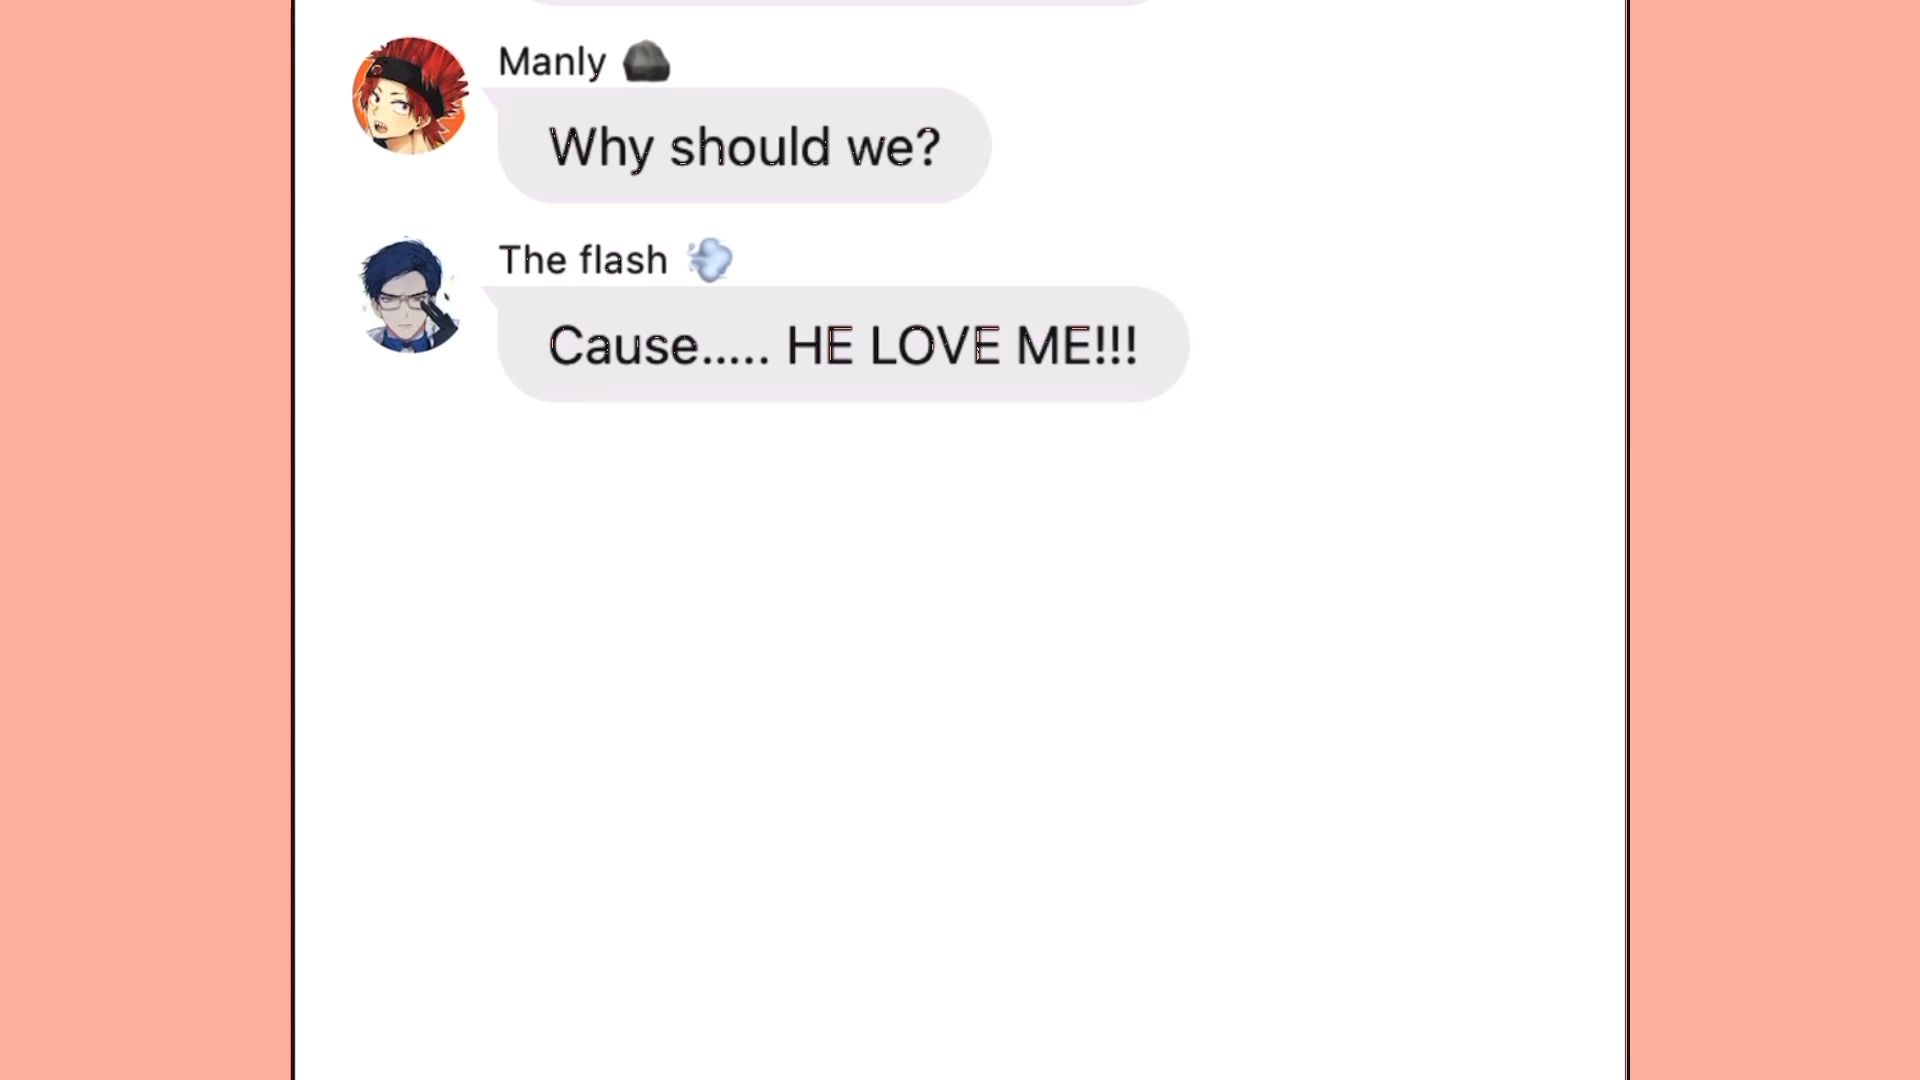 Manly 🪨
Why should we?
The flash 💨
Cause..... HE LOVE ME!!!